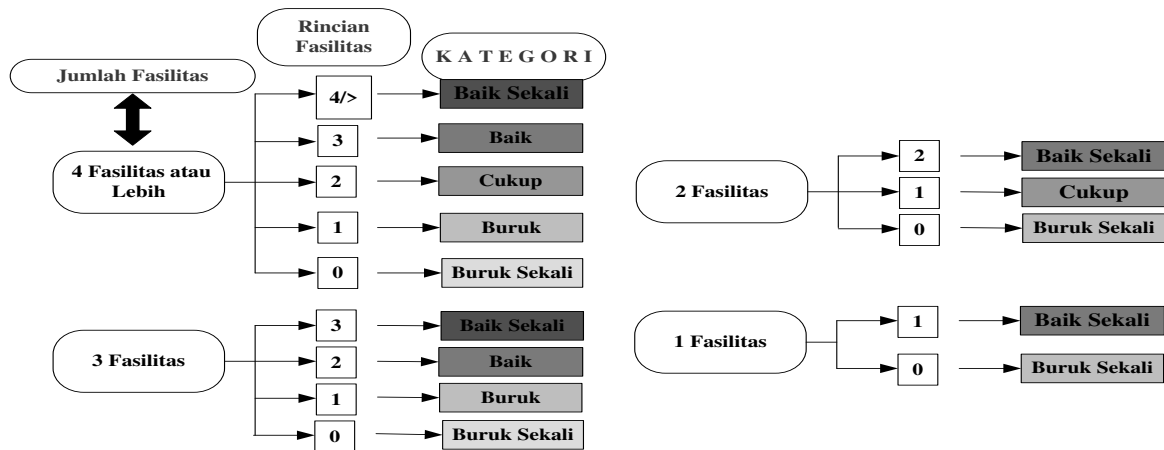 Rincian
Fasilitas
K A T E G O R I
Jumlah Fasilitas
4 Fasilitas atau
Lebih
4/> Baik Sekali
3 Baik
2 Cukup
1 Buruk
0 Buruk Sekali
3 Fasilitas
3 Baik Sekali
2 Baik
1 Buruk
0 Buruk Sekali
2 Fasilitas
2 Baik Sekali
1 Cukup
0 Buruk Sekali
1 Fasilitas
1 Baik Sekali
0 Buruk Sekali